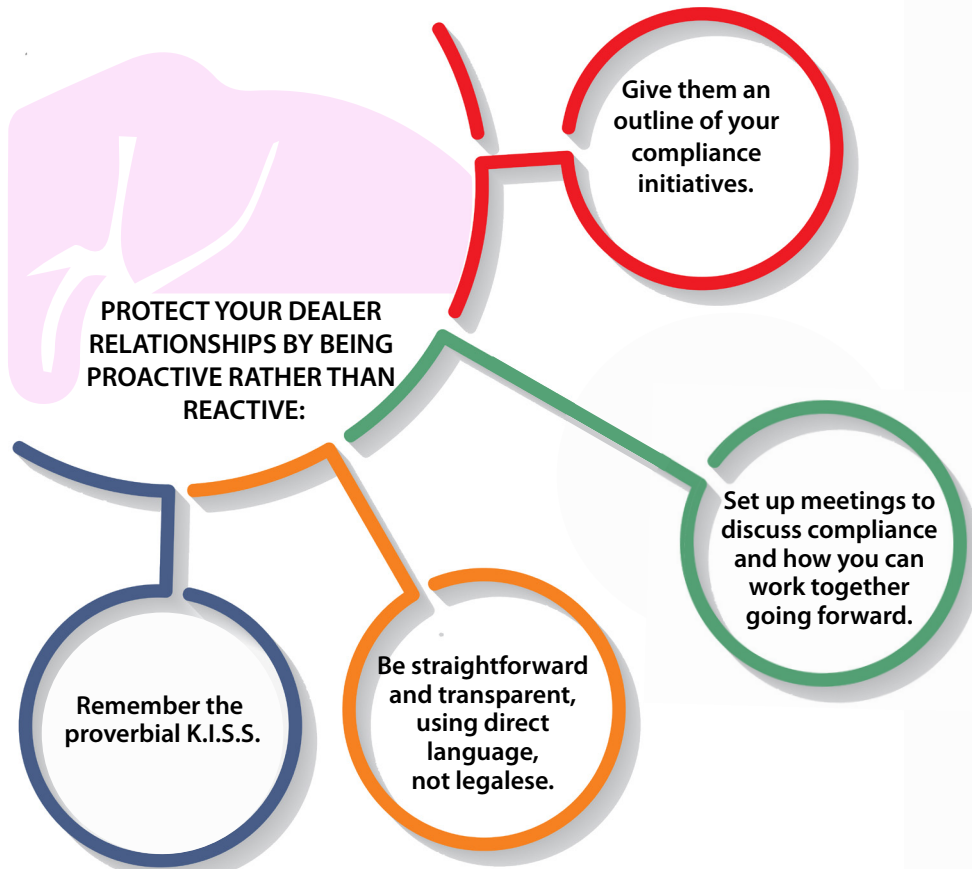 PROTECT YOUR DEALER
RELATIONSHIPS BY BEING
PROACTIVE RATHER THAN
REACTIVE:
Give them an
outline of your
compliance
initiatives.
Set up meetings to
discuss compliance
and how you can
work together
going forward.
Be straightforward
and transparent,
using direct
language,
not legalese.
Remember the
proverbial K.I.S.S.